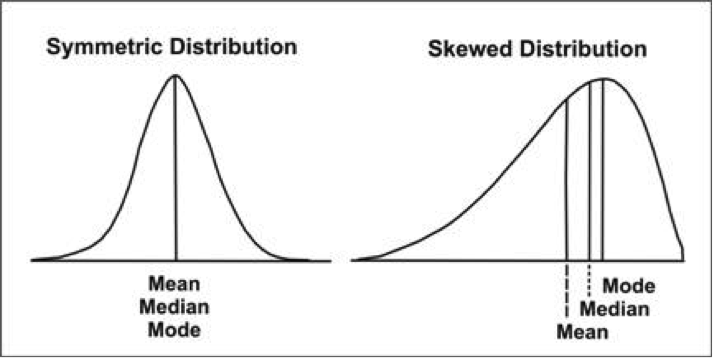 Symmetric Distribution
Mean
Median
Mode
Skewed Distribution
Mode
Median
Mean